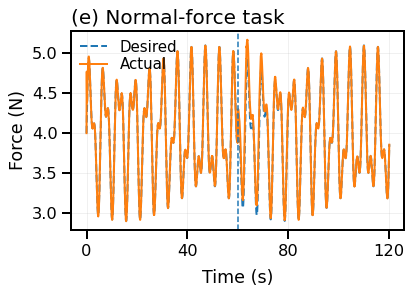 (e) Normal-force task
Desired
Actual
Force (N)
5.0
4.5
4.0
3.5
3.0
0
40
80
120
Time (s)